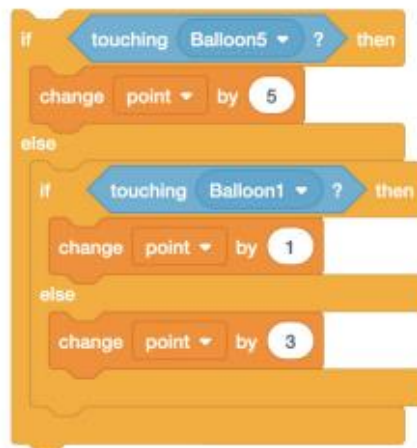 if touching Balloon5 ? then
change point by 5
else
if touching Balloon1 ? then
change point by 1
else
change point by 3